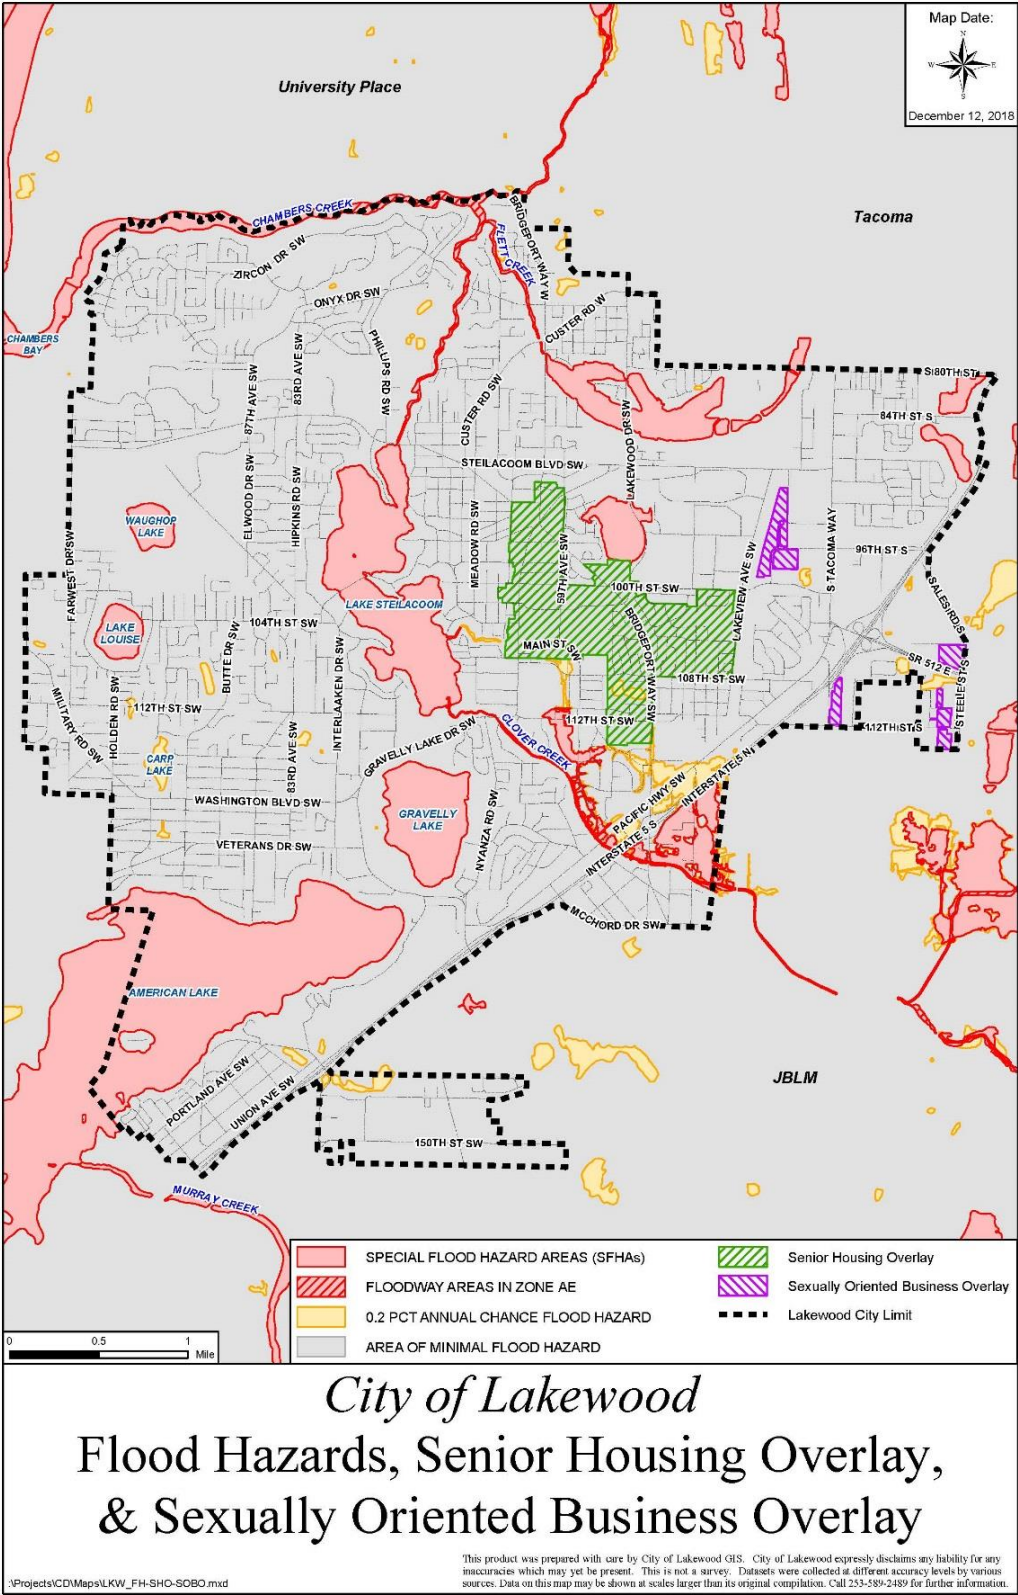 Map Date:
N
W
E
S
December 12, 2018
University Place
Tacoma
CHAMBERS CREEK
BRIDGEPORT WAY W
FLETT CREEK
ZIRCON DR SW
ONYX DR SW
CUSTER RD W
CHAMBERS
BAY
PHILLIPS RD SW
83RD AVE SW
87TH AVE SW
CUSTER RD SW
S 80TH ST
84TH ST S
LAKEWOOD DR SW
STEILACOOM BLVD SW
ELWOOD DR SW
HIPKINS RD SW
MEADOW RD SW
WAUGHOP
LAKE
FARWEST DR SW
59TH AVE SW
LAKEVIEW AVE SW
S TACOMA WAY
96TH ST S
100TH ST SW
SALES RD S
LAKE STEILACOOM
LAKE
LOUISE
104TH ST SW
BUTTE DR SW
INTERLAAKEN DR SW
MAIN ST SW
BRIDGEPORT WAY SW
SR 512 E
108TH ST SW
STEELE ST S
MILITARY RD SW
HOLDEN RD SW
112TH ST SW
83RD AVE SW
GRAVELLY LAKE DR SW
CLOVER CREEK
112TH ST SW
112TH ST S
CARP
LAKE
INTERSTATE 5 N
PACIFIC HWY SW
WASHINGTON BLVD SW
GRAVELLY
LAKE
NYANZA RD SW
VETERANS DR SW
INTERSTATE 5 S
MCCHORD DR SW
AMERICAN LAKE
PORTLAND AVE SW
UNION AVE SW
JBLM
150TH ST SW
MURRAY CREEK
SPECIAL FLOOD HAZARD AREAS (SFHAs)
FLOODWAY AREAS IN ZONE AE
0.2 PCT ANNUAL CHANCE FLOOD HAZARD
AREA OF MINIMAL FLOOD HAZARD
Senior Housing Overlay
Sexually Oriented Business Overlay
Lakewood City Limit
0 0.5 1
Mile
City of Lakewood
Flood Hazards, Senior Housing Overlay,
& Sexually Oriented Business Overlay
This product was prepared with care by City of Lakewood GIS. City of Lakewood expressly disclaims any liability for any
inaccuracies which may yet be present. This is not a survey. Datasets were collected at different accuracy levels by various
sources. Data on this map may be shown at scales larger than its original compilation. Call 253-589-2489 for further information.
:\Projects\CD\Maps\LKW_FH-SHO-SOBO.mxd